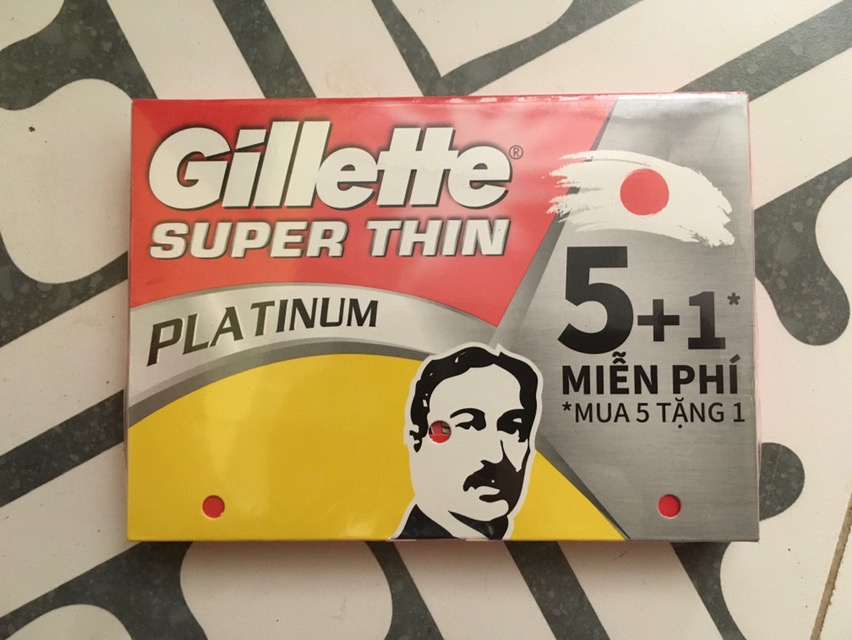 Gillette®
SUPER THIN
PLATINUM
5+1*
MIỄN PHÍ
*MUA 5 TẶNG 1